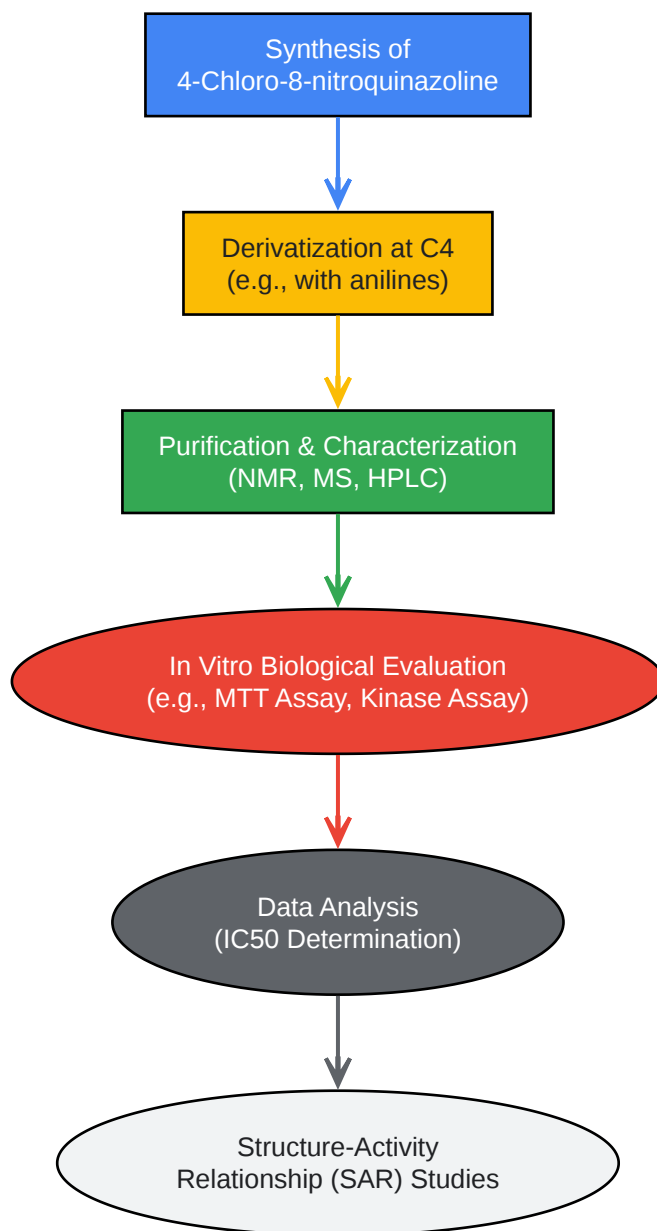 Synthesis of
4-Chloro-8-nitroquinazoline
Derivatization at C4
(e.g., with anilines)
Purification & Characterization
(NMR, MS, HPLC)
In Vitro Biological Evaluation
(e.g., MTT Assay, Kinase Assay)
Data Analysis
(IC50 Determination)
Structure-Activity
Relationship (SAR) Studies